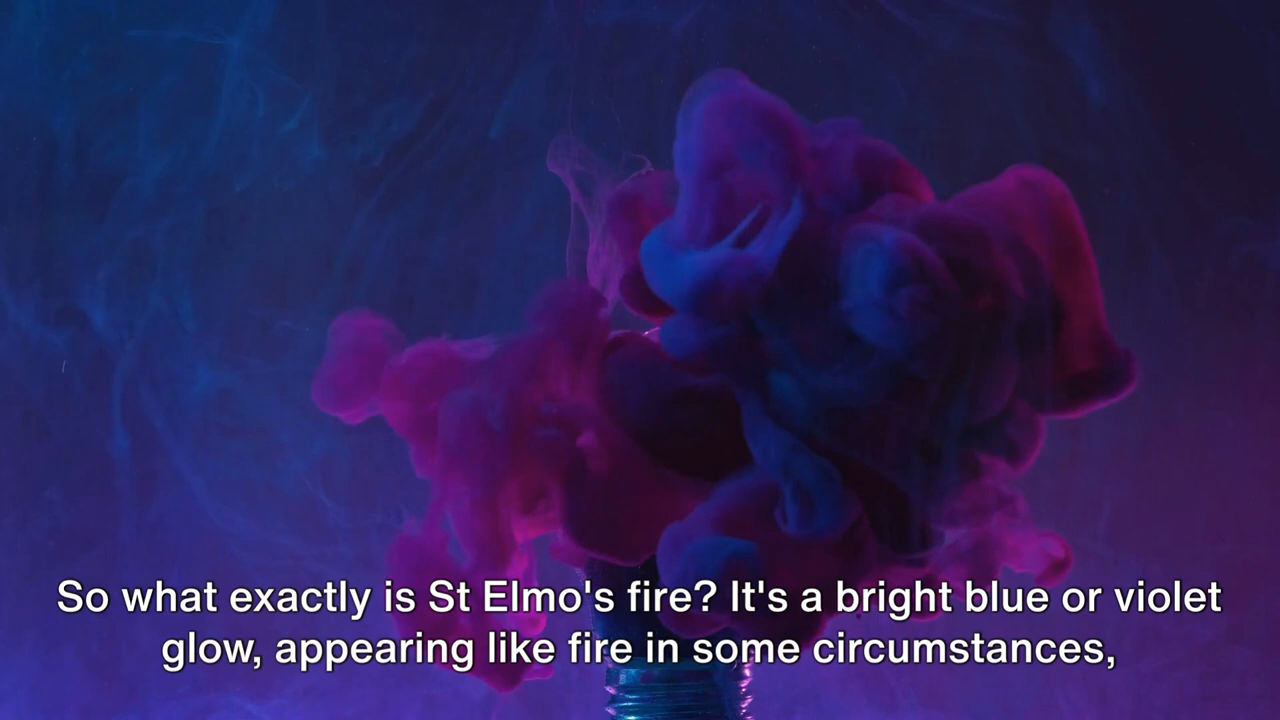 So what exactly is St Elmo's fire? It's a bright blue or violet
glow, appearing like fire in some circumstances,